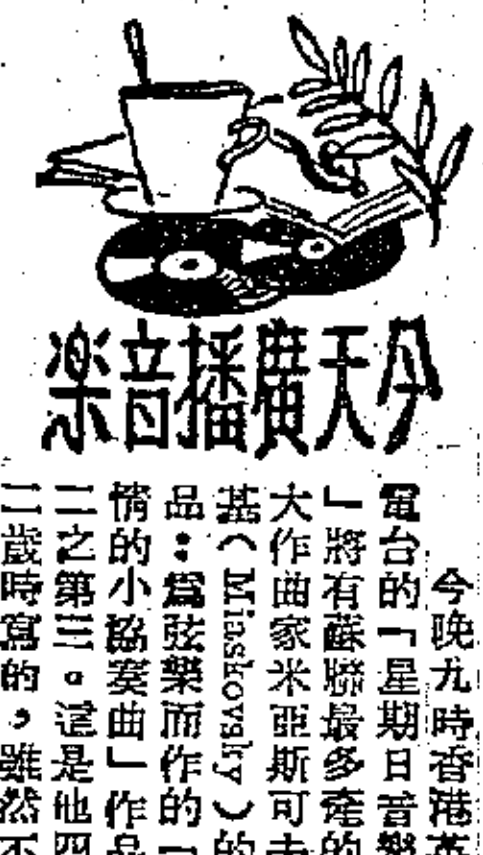 今天廣播音楽
今晚九時香港英
電台的「星期日音樂
」將有蘇聯最多產的
大作曲家米亞斯可夫
基（Miaskovsky）的
品：爲弦樂而作的「
情的小協奏曲」作品
二之第三。這是他四
二歲時寫的，雖然不